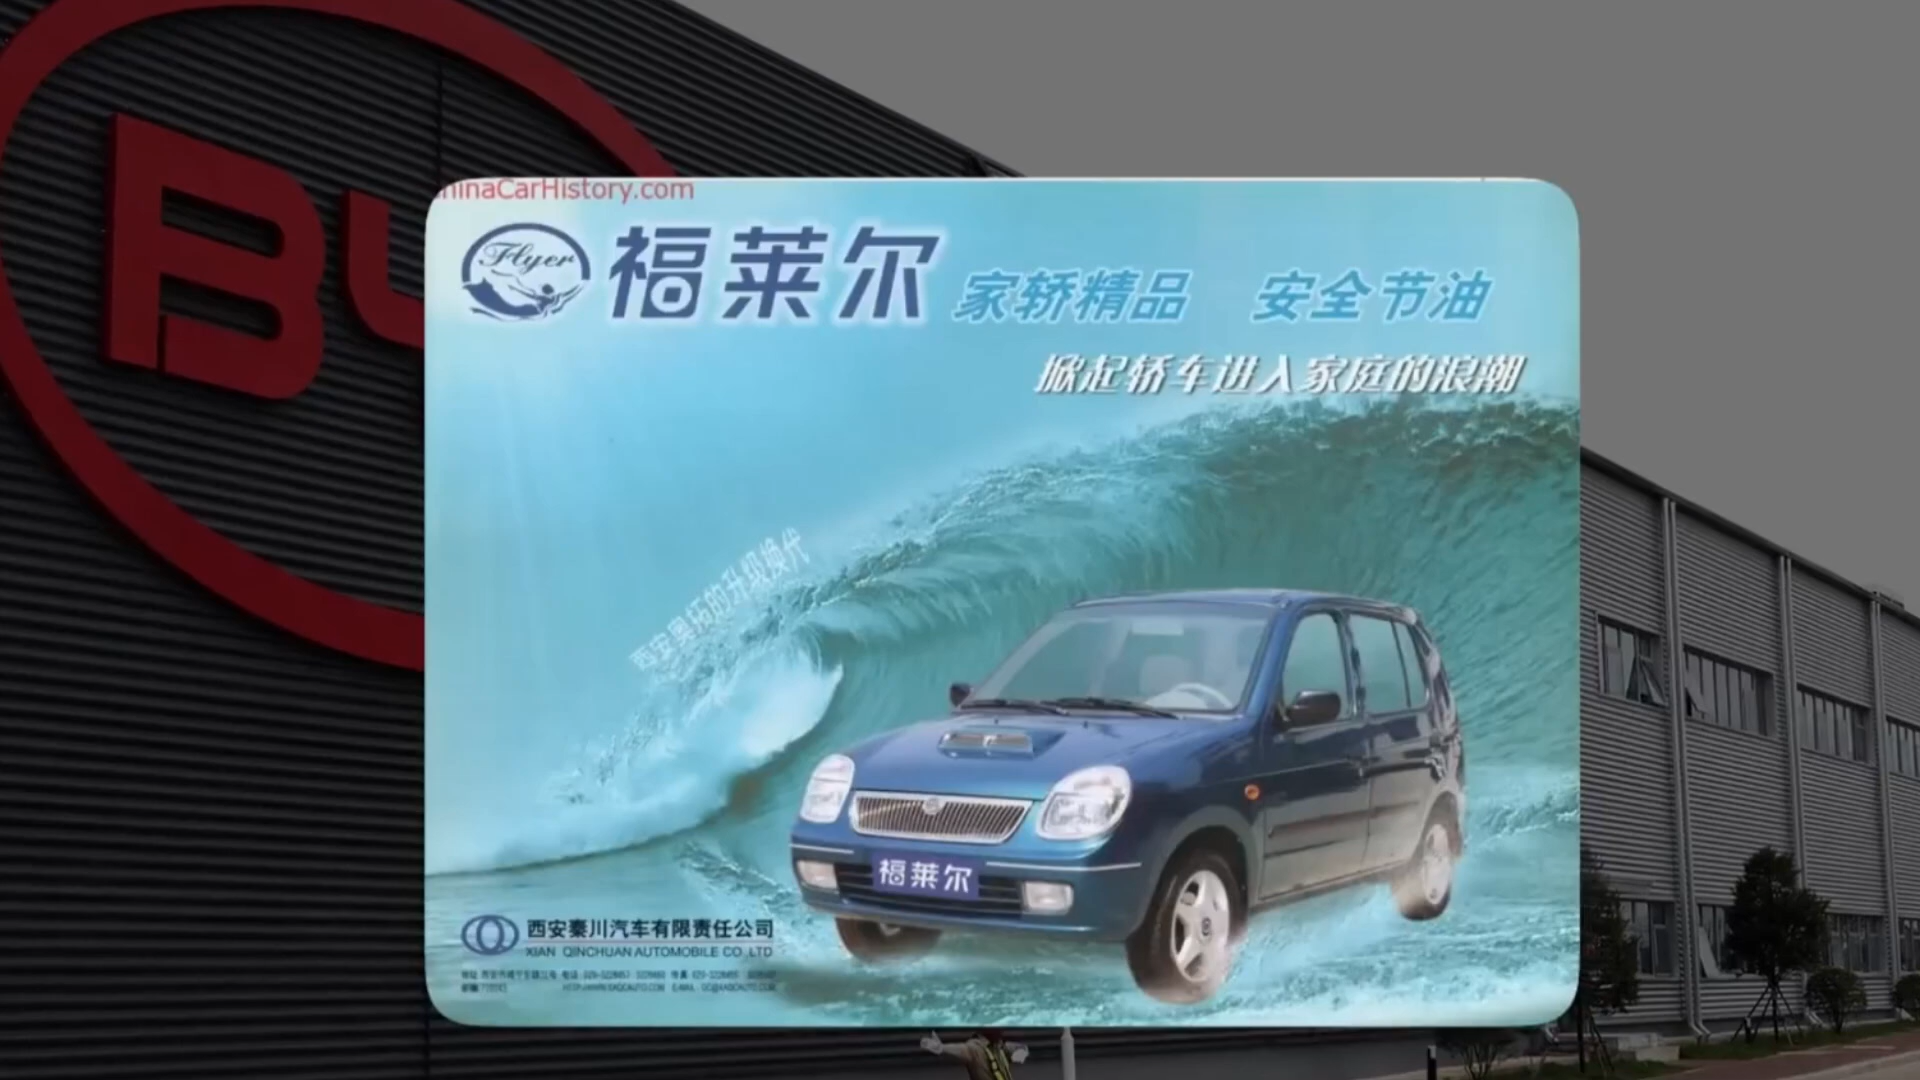 BY
hinaCarHistory.com
Flyer
福莱尔
家轿精品 安全节油
掀起轿车进入家庭的浪潮
西安奥拓的升级换代
福莱尔
西安秦川汽车有限责任公司
XIAN QINCHUAN AUTOMOBILE CO LTD